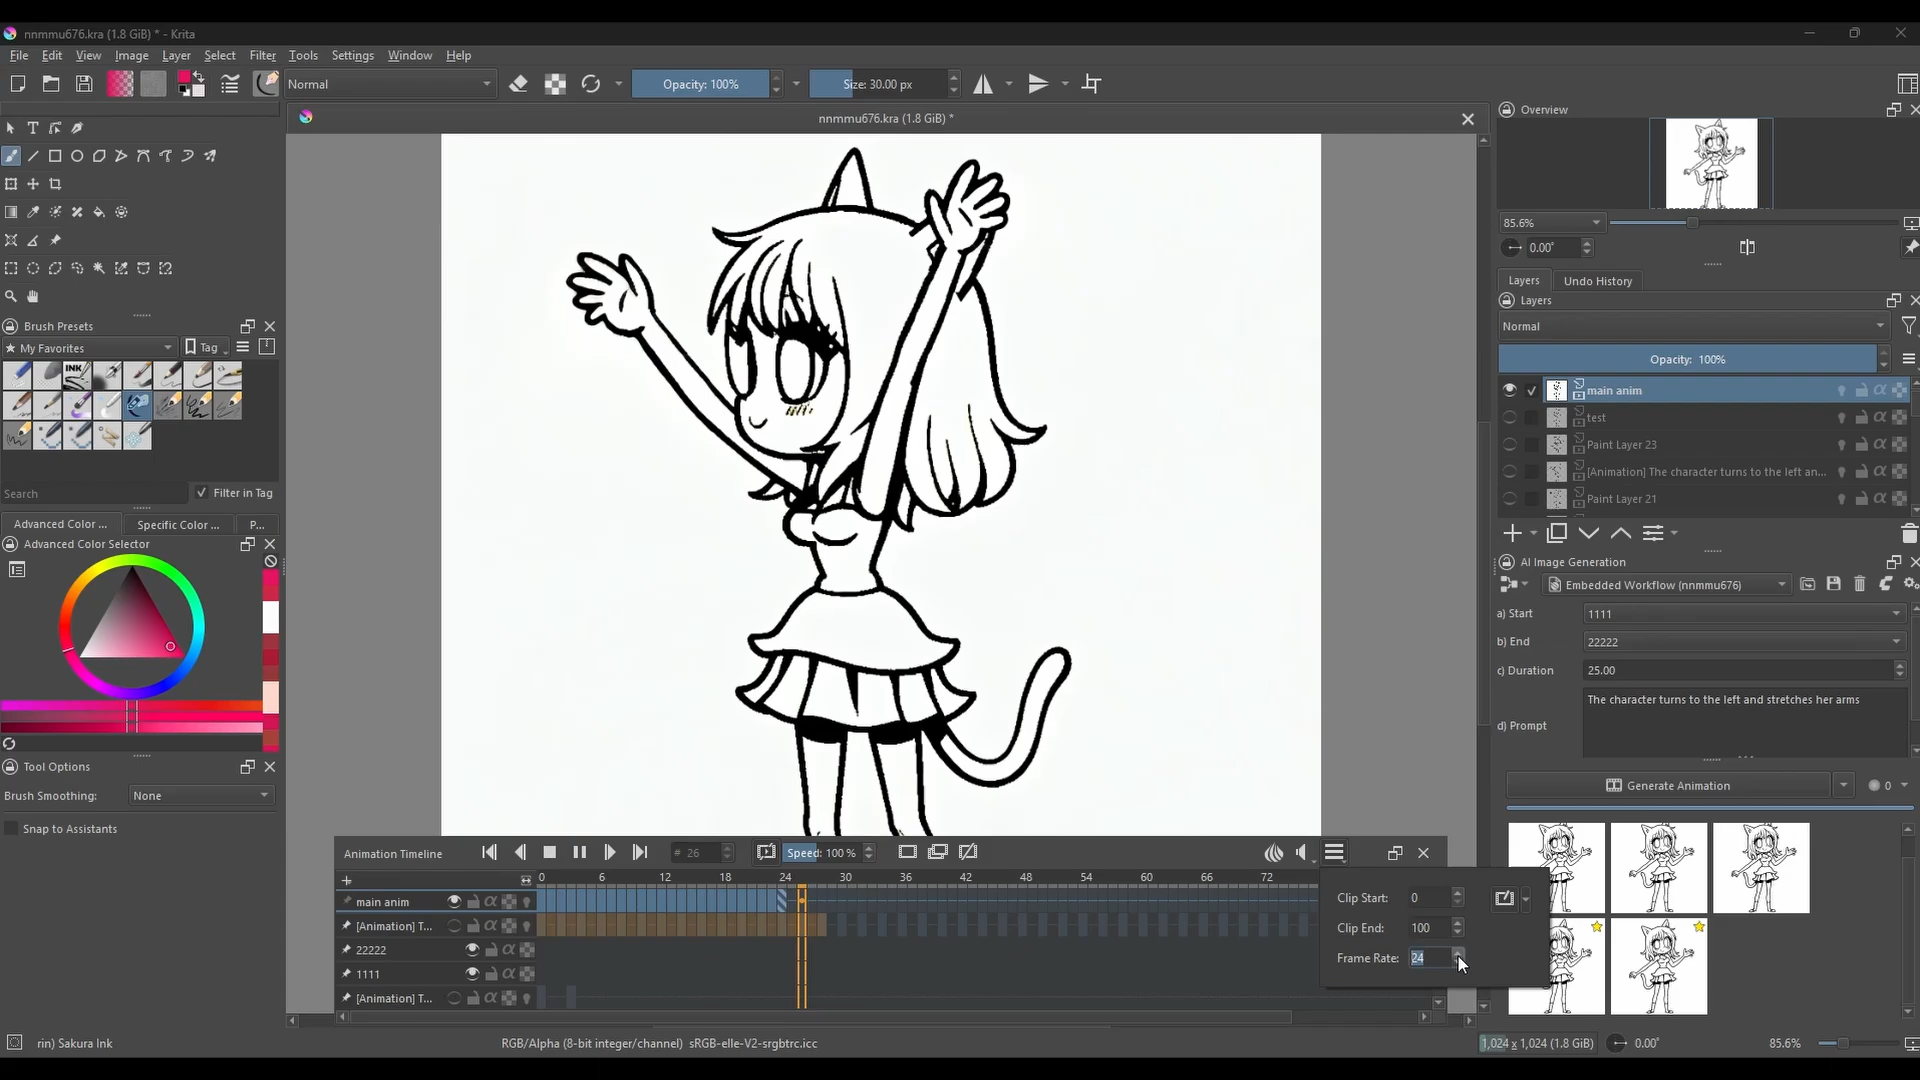 nnmmu676.kra (1.8 GiB) * - Krita
File Edit View Image Layer Select Filter Tools Settings Window Help
Normal
Opacity: 100%
Size: 30.00 px
nnmmu676.kra (1.8 GiB) *
Overview
85.6%
0.00°
Layers Undo History
Layers
Normal
Opacity: 100%
main anim
test
Paint Layer 23
[Animation] The character turns to the left an...
Paint Layer 21
AI Image Generation
Embedded Workflow (nnmmu676)
a) Start 1111
b) End 22222
c) Duration 25.00
d) Prompt The character turns to the left and stretches her arms
Generate Animation
0
Brush Presets
★ My Favorites
Tag
INK
Search
Filter in Tag
Advanced Color ... Specific Color ... P...
Advanced Color Selector
Tool Options
Brush Smoothing: None
Snap to Assistants
Animation Timeline
# 26
Speed: 100 %
0 6 12 18 24 30 36 42 48 54 60 66 72
main anim
[Animation] T...
22222
1111
[Animation] T...
Clip Start: 0
Clip End: 100
Frame Rate: 24
rin) Sakura Ink
RGB/Alpha (8-bit integer/channel) sRGB-elle-V2-srgbtrc.icc
1,024 x 1,024 (1.8 GiB)
0.00°
85.6%